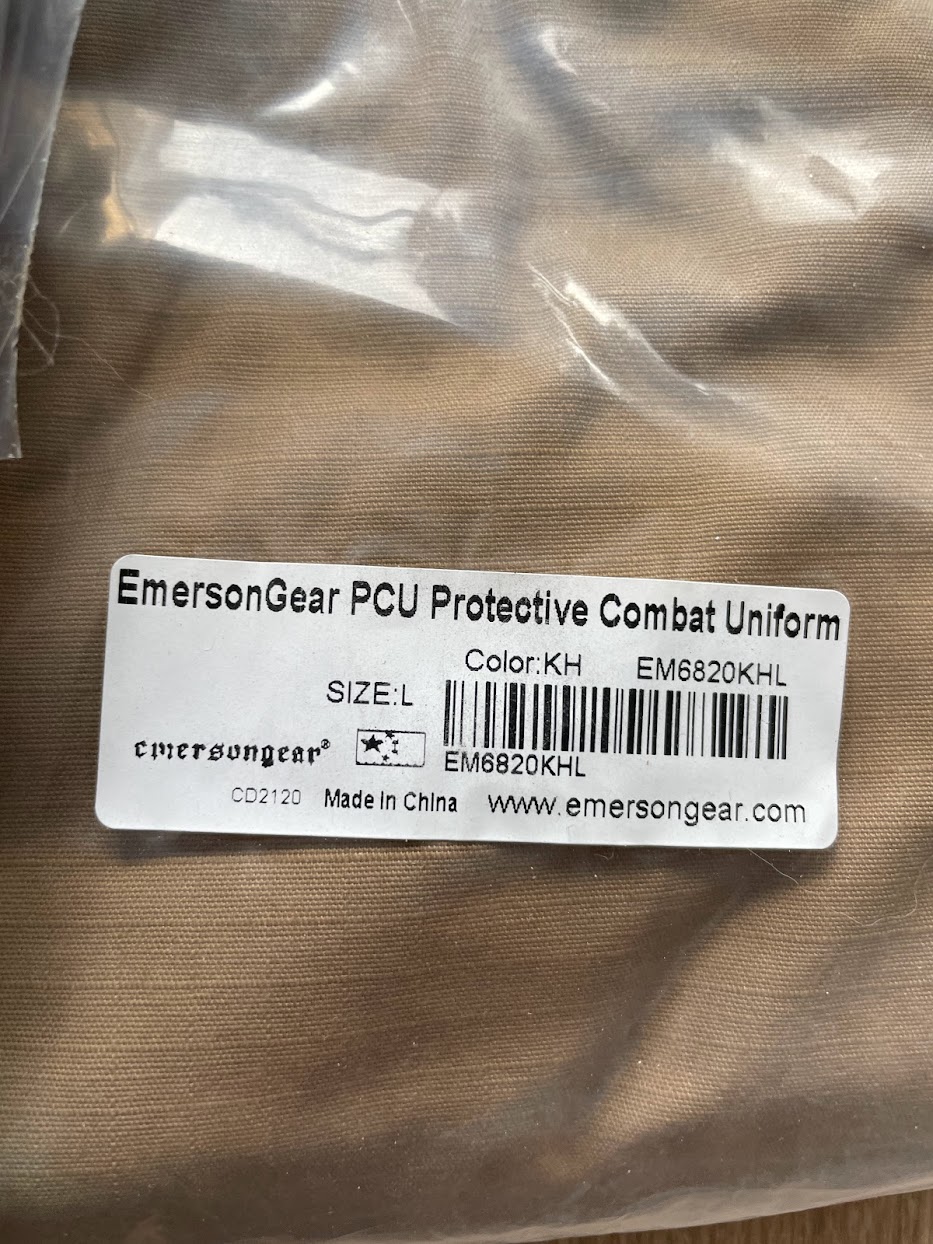 EmersonGear PCU Protective Combat Uniform
Color:KH EM6820KHL
SIZE:L
emersongear®
EM6820KHL
CD2120 Made In China www.emersongear.com